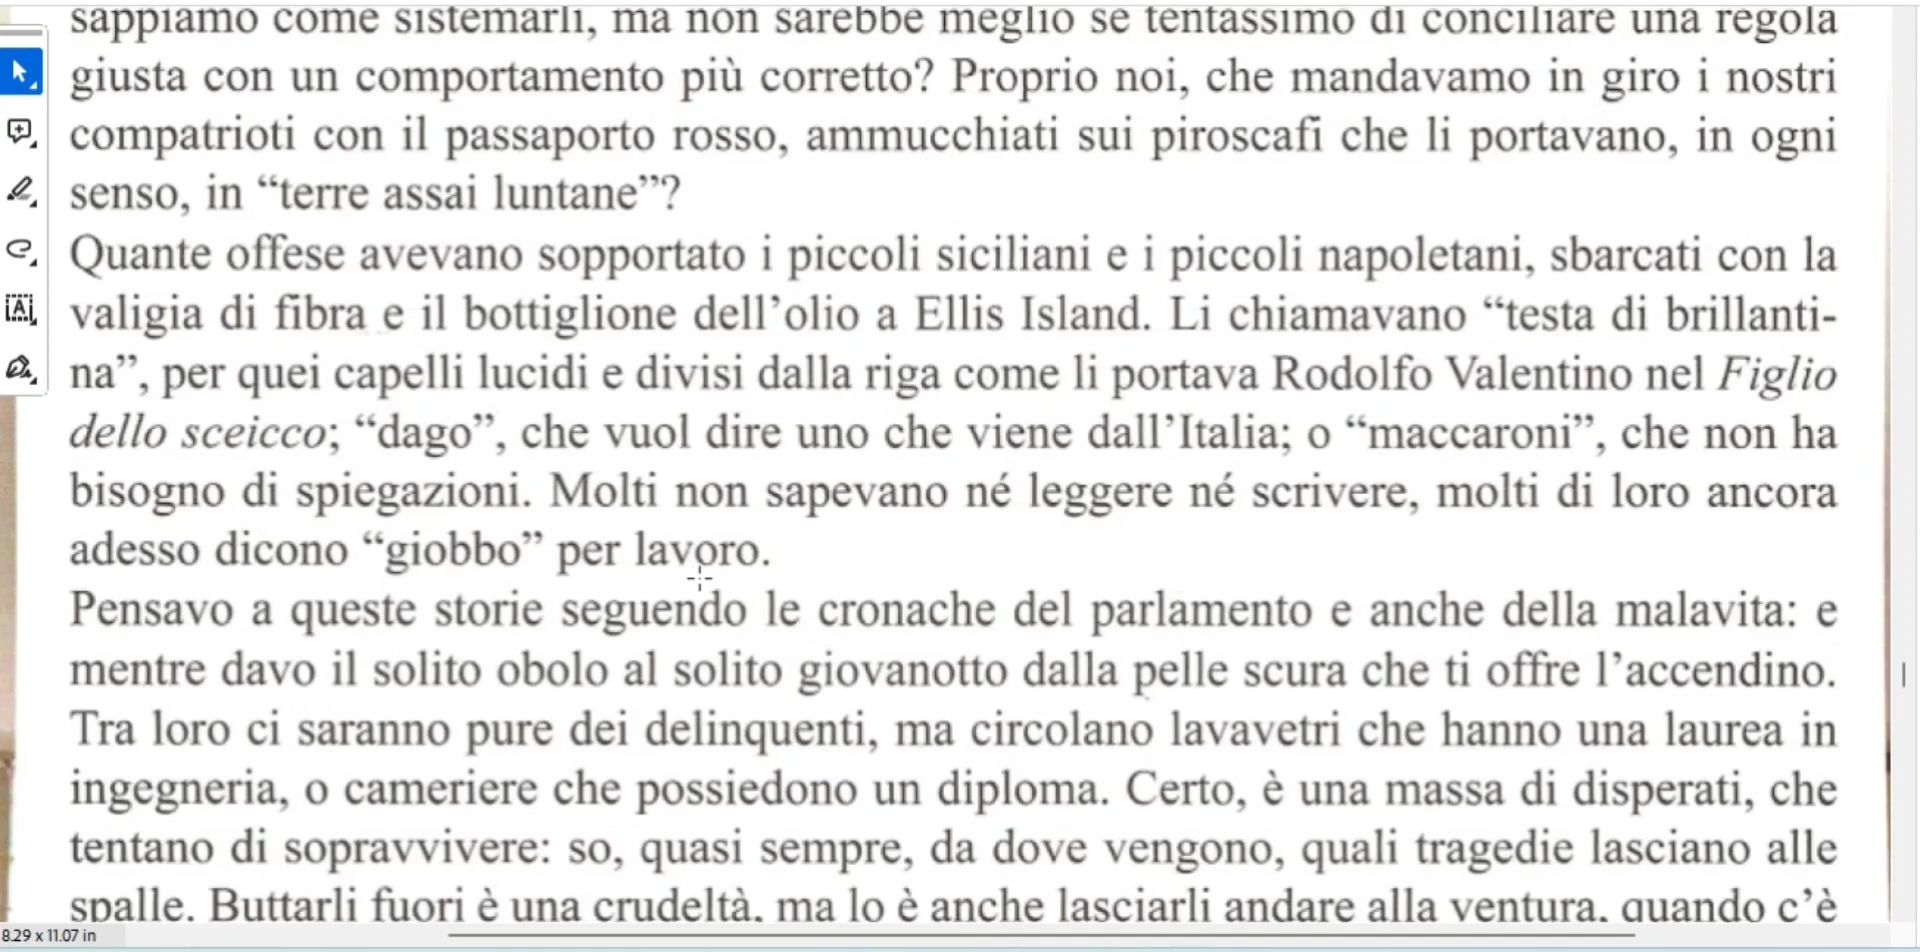 sappiamo come sistemarli, ma non sarebbe meglio se tentassimo di conciliare una regola
giusta con un comportamento più corretto? Proprio noi, che mandavamo in giro i nostri
compatrioti con il passaporto rosso, ammucchiati sui piroscafi che li portavano, in ogni
senso, in “terre assai luntane”?
Quante offese avevano sopportato i piccoli siciliani e i piccoli napoletani, sbarcati con la
valigia di fibra e il bottiglione dell’olio a Ellis Island. Li chiamavano “testa di brillanti-
na”, per quei capelli lucidi e divisi dalla riga come li portava Rodolfo Valentino nel Figlio
dello sceicco; “dago”, che vuol dire uno che viene dall’Italia; o “maccaroni”, che non ha
bisogno di spiegazioni. Molti non sapevano né leggere né scrivere, molti di loro ancora
adesso dicono “giobbo” per lavoro.
Pensavo a queste storie seguendo le cronache del parlamento e anche della malavita: e
mentre davo il solito obolo al solito giovanotto dalla pelle scura che ti offre l’accendino.
Tra loro ci saranno pure dei delinquenti, ma circolano lavavetri che hanno una laurea in
ingegneria, o cameriere che possiedono un diploma. Certo, è una massa di disperati, che
tentano di sopravvivere: so, quasi sempre, da dove vengono, quali tragedie lasciano alle
spalle. Buttarli fuori è una crudeltà, ma lo è anche lasciarli andare alla ventura, quando c’è
8.29 x 11.07 in